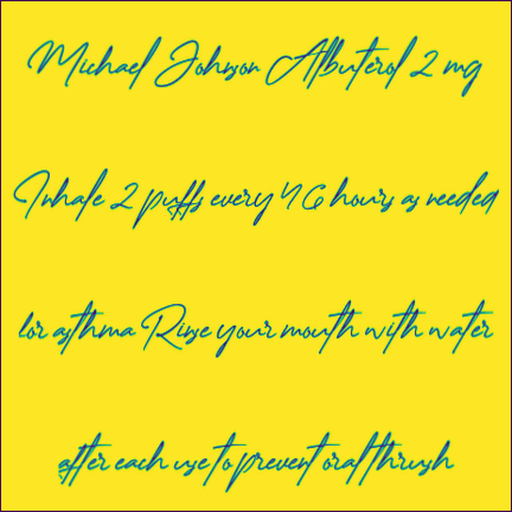 Michael Johnson Albuterol 2 mg
Inhale 2 puffs every 4 6 hours as needed
for asthma Rinse your mouth with water
after each use to prevent oral thrush